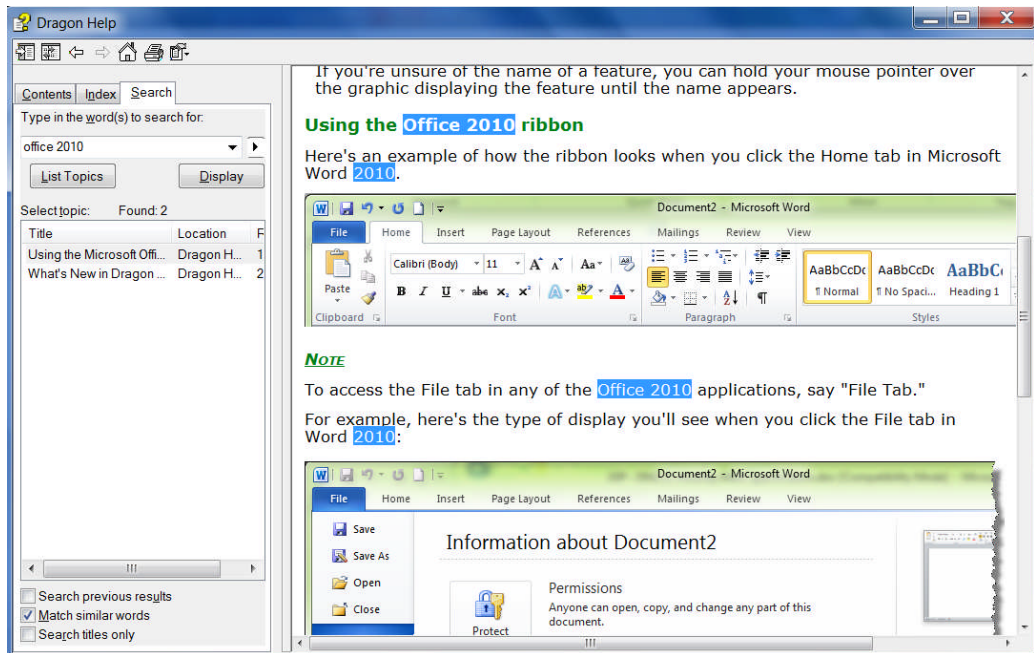 Dragon Help
Contents Index Search
Type in the word(s) to search for:
office 2010
List Topics Display
Select topic: Found: 2
Title Location F
Using the Microsoft Offi... Dragon H... 1
What's New in Dragon ... Dragon H... 2
Search previous results
Match similar words
Search titles only
If you're unsure of the name of a feature, you can hold your mouse pointer over
the graphic displaying the feature until the name appears.
Using the Office 2010 ribbon
Here's an example of how the ribbon looks when you click the Home tab in Microsoft
Word 2010.
Document2 - Microsoft Word
File Home Insert Page Layout References Mailings Review View
Calibri (Body) 11 A A Aa
Paste B I U abc x₂ x² A ab A
AaBbCcDc AaBbCcDc AaBbC
¶ Normal ¶ No Spaci... Heading 1
Clipboard Font Paragraph Styles
NOTE
To access the File tab in any of the Office 2010 applications, say "File Tab."
For example, here's the type of display you'll see when you click the File tab in
Word 2010:
Document2 - Microsoft Word
File Home Insert Page Layout References Mailings Review View
Save
Save As
Open
Close
Information about Document2
Protect
Permissions
Anyone can open, copy, and change any part of this
document.